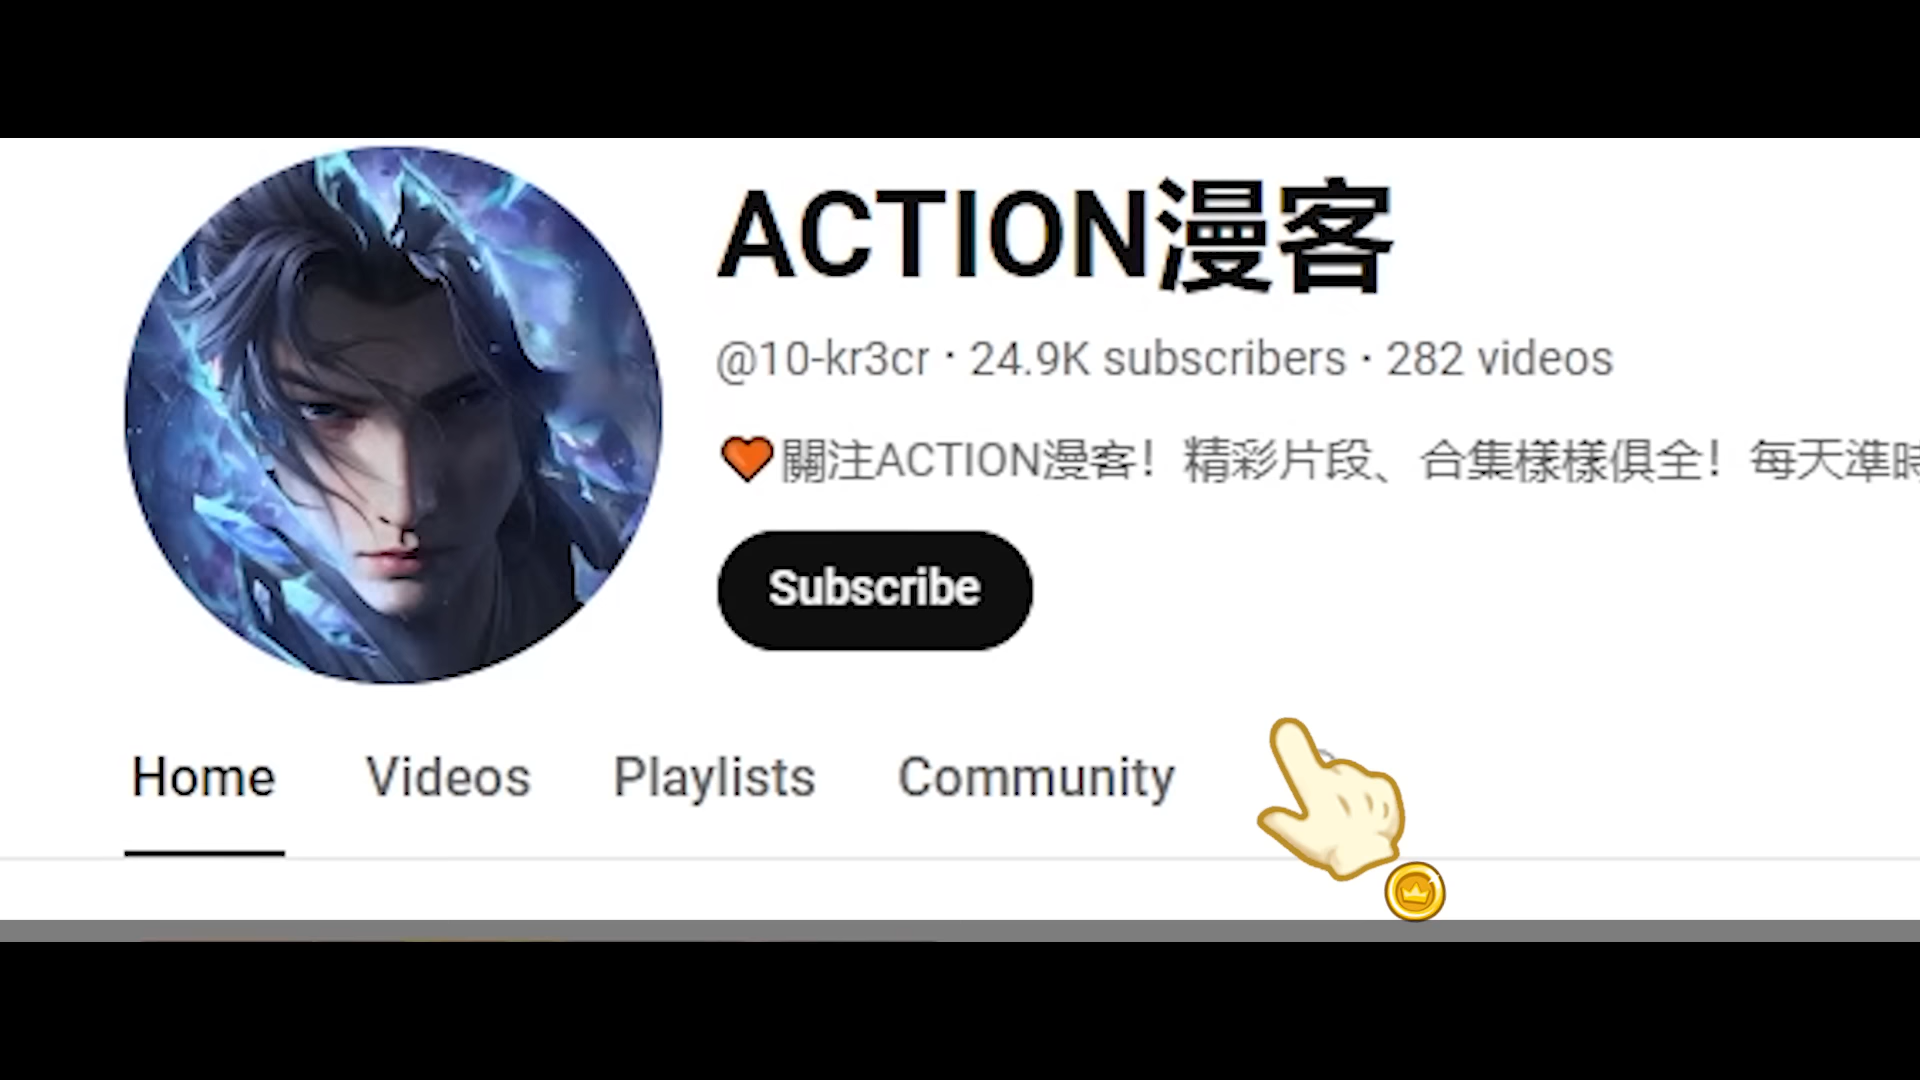 ACTION漫客
@10-kr3cr · 24.9K subscribers · 282 videos
🧡關注ACTION漫客！精彩片段、合集樣樣俱全！每天準時
Subscribe
Home Videos Playlists Community